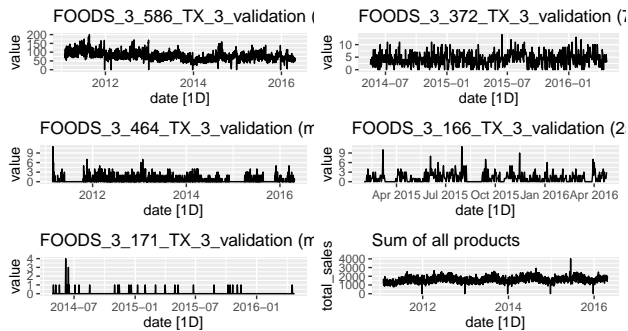 FOODS_3_586_TX_3_validation (
value
200
150
100
50
0
2012
2014
2016
date [1D]
FOODS_3_372_TX_3_validation (7
value
10
5
0
2014−07
2015−01
2015−07
2016−01
date [1D]
FOODS_3_464_TX_3_validation (m
value
9
6
3
0
2012
2014
2016
date [1D]
FOODS_3_166_TX_3_validation (2
value
9
6
3
0
Apr 2015
Jul 2015
Oct 2015
Jan 2016
Apr 2016
date [1D]
FOODS_3_171_TX_3_validation (m
value
4
3
2
1
0
2014−07
2015−01
2015−07
2016−01
date [1D]
Sum of all products
total_sales
4000
3000
2000
1000
0
2012
2014
2016
date [1D]